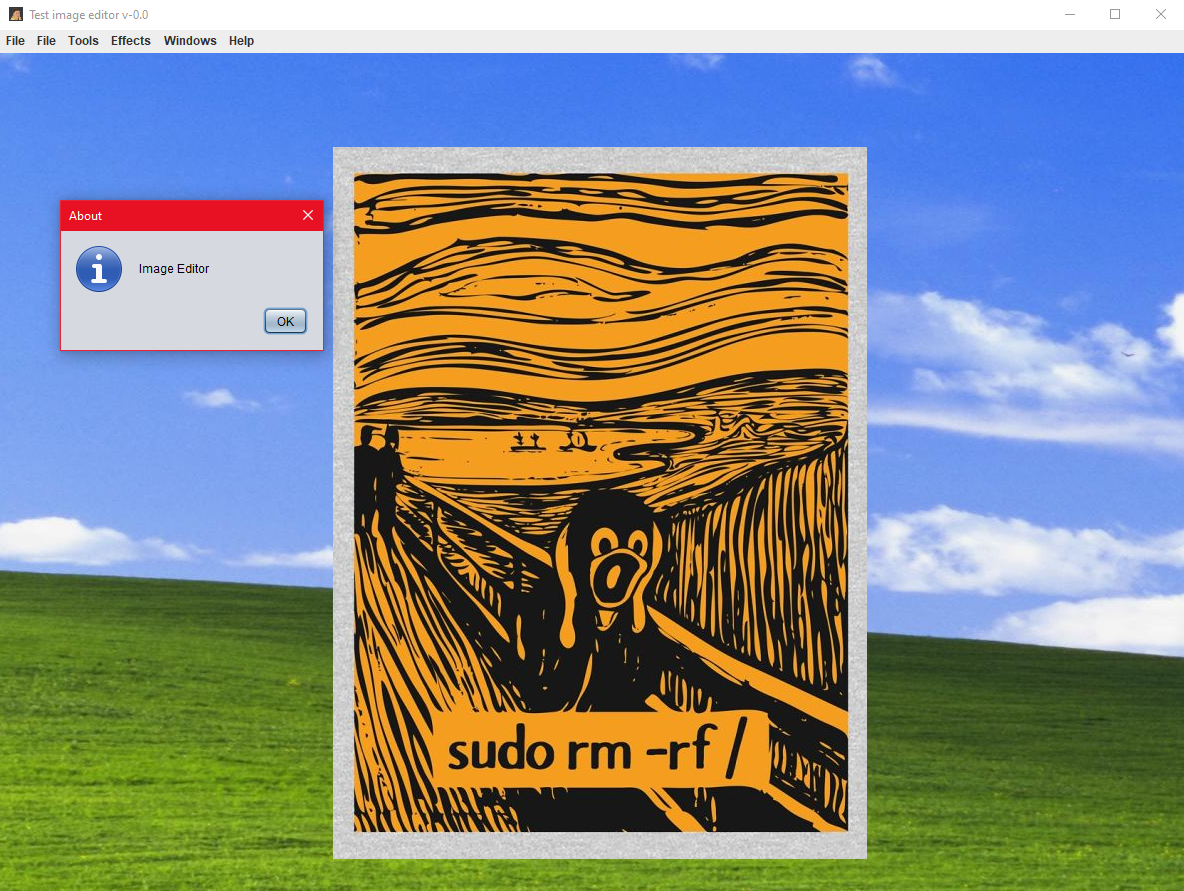 Test image editor v-0.0
File File Tools Effects Windows Help
About
Image Editor
OK
sudo rm -rf /